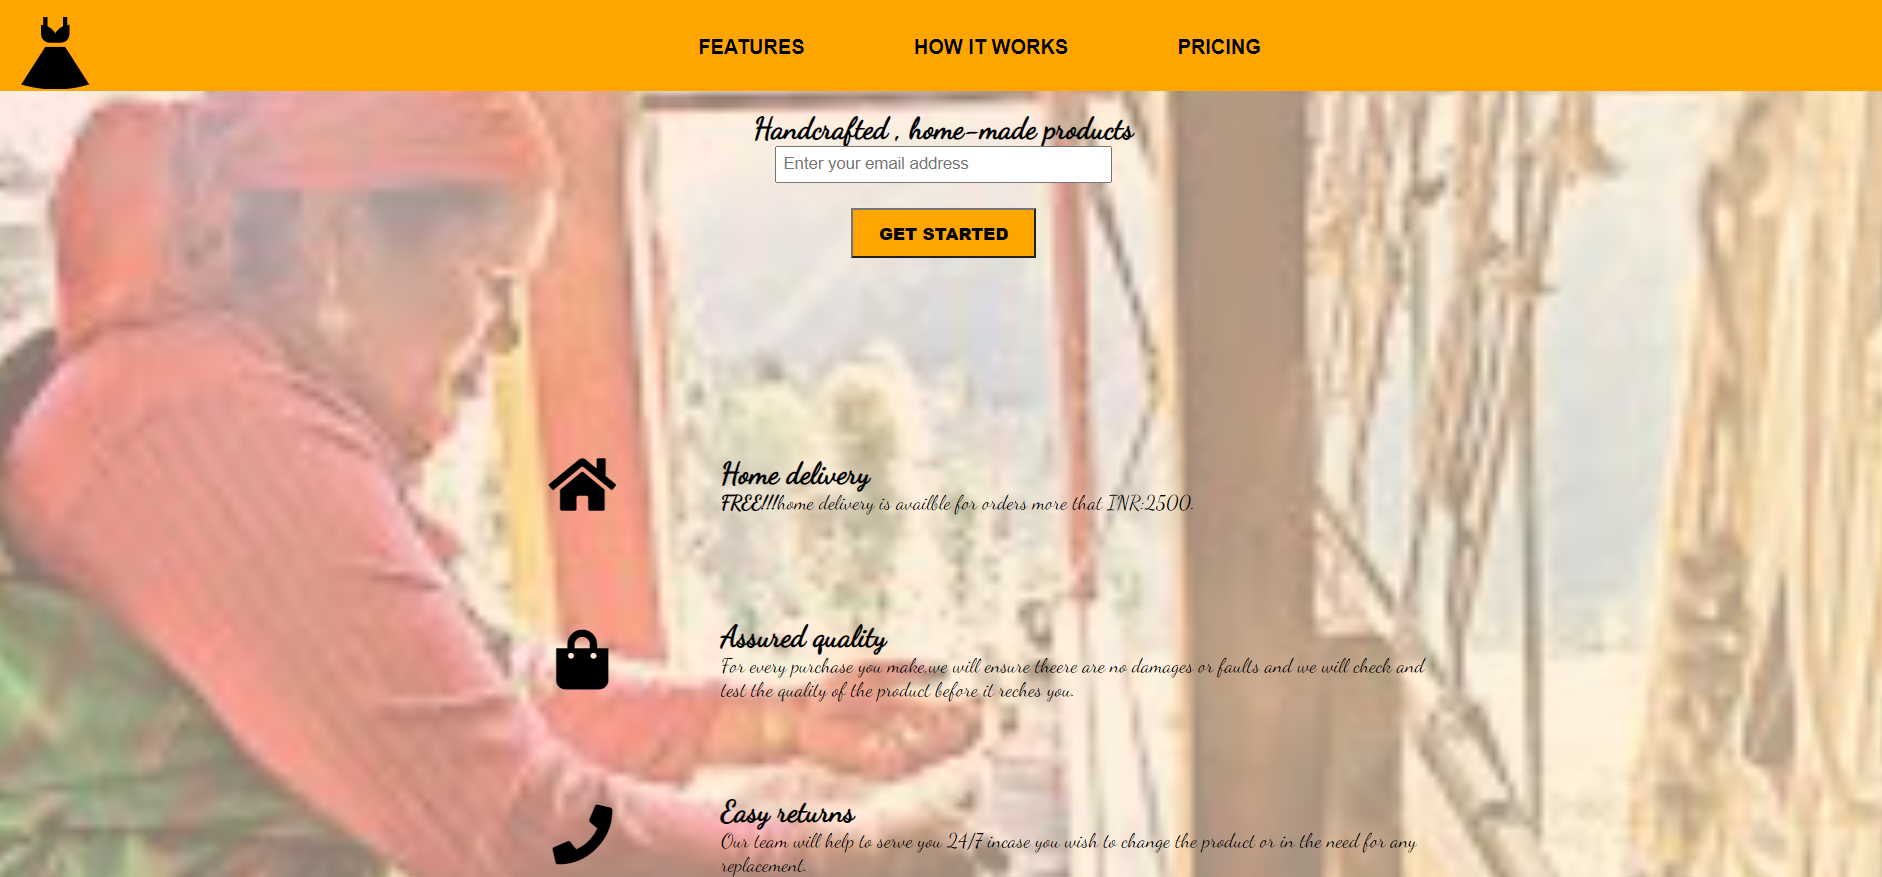 FEATURES HOW IT WORKS PRICING
Handcrafted , home-made products
Enter your email address
GET STARTED
Home delivery
FREE!!!home delivery is availble for orders more that INR:2500.
Assured quality
For every purchase you make,we will ensure theere are no damages or faults and we will check and
test the quality of the product before it reches you.
Easy returns
Our team will help to serve you 24/7 incase you wish to change the product or in the need for any
replacement.